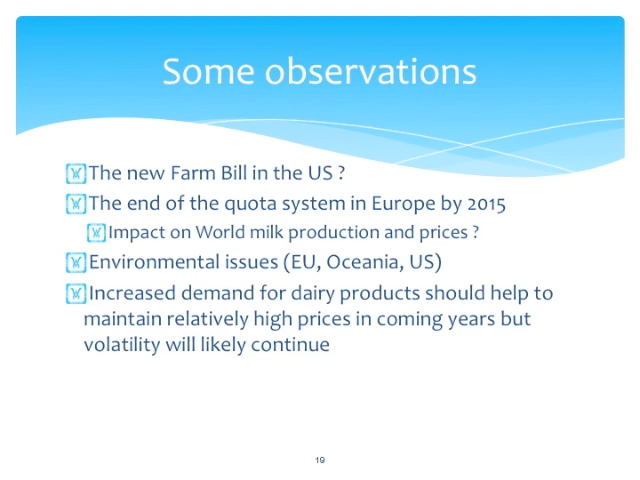 Some observations
The new Farm Bill in the US ?
The end of the quota system in Europe by 2015
Impact on World milk production and prices ?
Environmental issues (EU, Oceania, US)
Increased demand for dairy products should help to
maintain relatively high prices in coming years but
volatility will likely continue
19